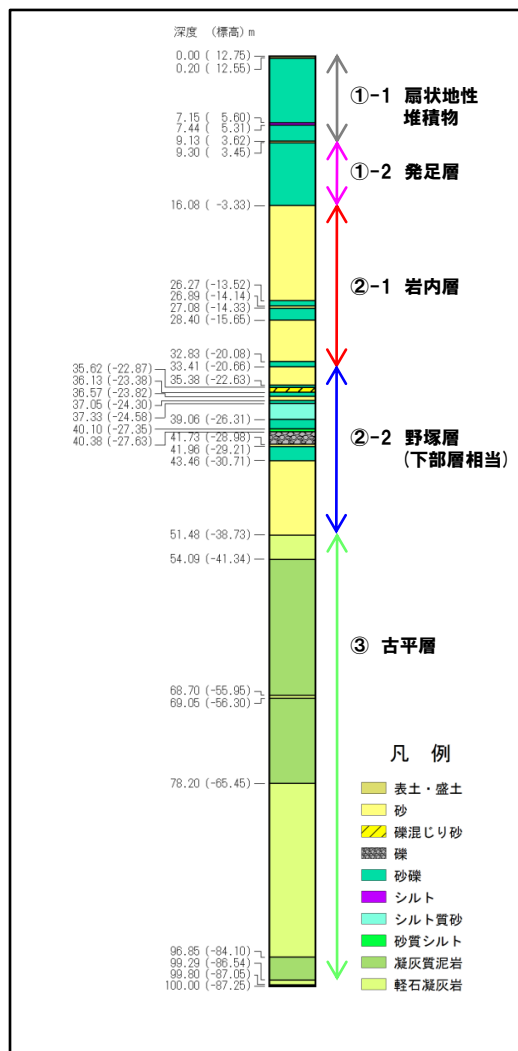 深度 (標高) m
0.00 ( 12.75)
0.20 ( 12.55)
7.15 ( 5.60)
7.44 ( 5.31)
9.13 ( 3.62)
9.30 ( 3.45)
16.08 ( -3.33)
26.27 (-13.52)
26.89 (-14.14)
27.08 (-14.33)
28.40 (-15.65)
32.83 (-20.08)
33.41 (-20.66)
35.38 (-22.63)
35.62 (-22.87)
36.13 (-23.38)
36.57 (-23.82)
37.05 (-24.30)
37.33 (-24.58)
39.06 (-26.31)
40.10 (-27.35)
40.38 (-27.63)
41.73 (-28.98)
41.96 (-29.21)
43.46 (-30.71)
51.48 (-38.73)
54.09 (-41.34)
68.70 (-55.95)
69.05 (-56.30)
78.20 (-65.45)
96.85 (-84.10)
99.29 (-86.54)
99.80 (-87.05)
100.00 (-87.25)
①-1 扇状地性
堆積物
①-2 発足層
②-1 岩内層
②-2 野塚層
(下部層相当)
③ 古平層
凡 例
表土・盛土
砂
礫混じり砂
礫
砂礫
シルト
シルト質砂
砂質シルト
凝灰質泥岩
軽石凝灰岩